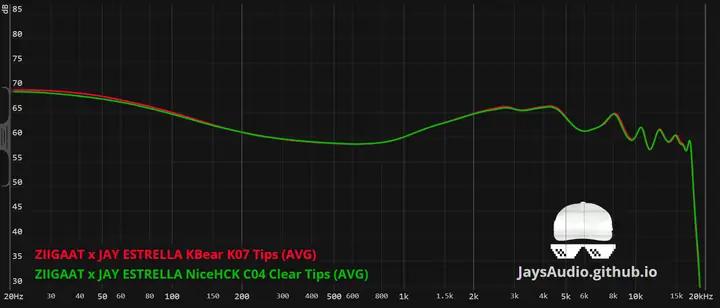 dB
85
80
75
70
65
60
55
50
45
40
35
30
ZIIGAAT x JAY ESTRELLA KBear K07 Tips (AVG)
ZIIGAAT x JAY ESTRELLA NiceHCK C04 Clear Tips (AVG)
JaysAudio.github.io
20Hz 30 40 50 60 80 100 150 200 300 400 500 600 800 1k 1.5k 2k 3k 4k 5k 6k 8k 10k 15k 20kHz